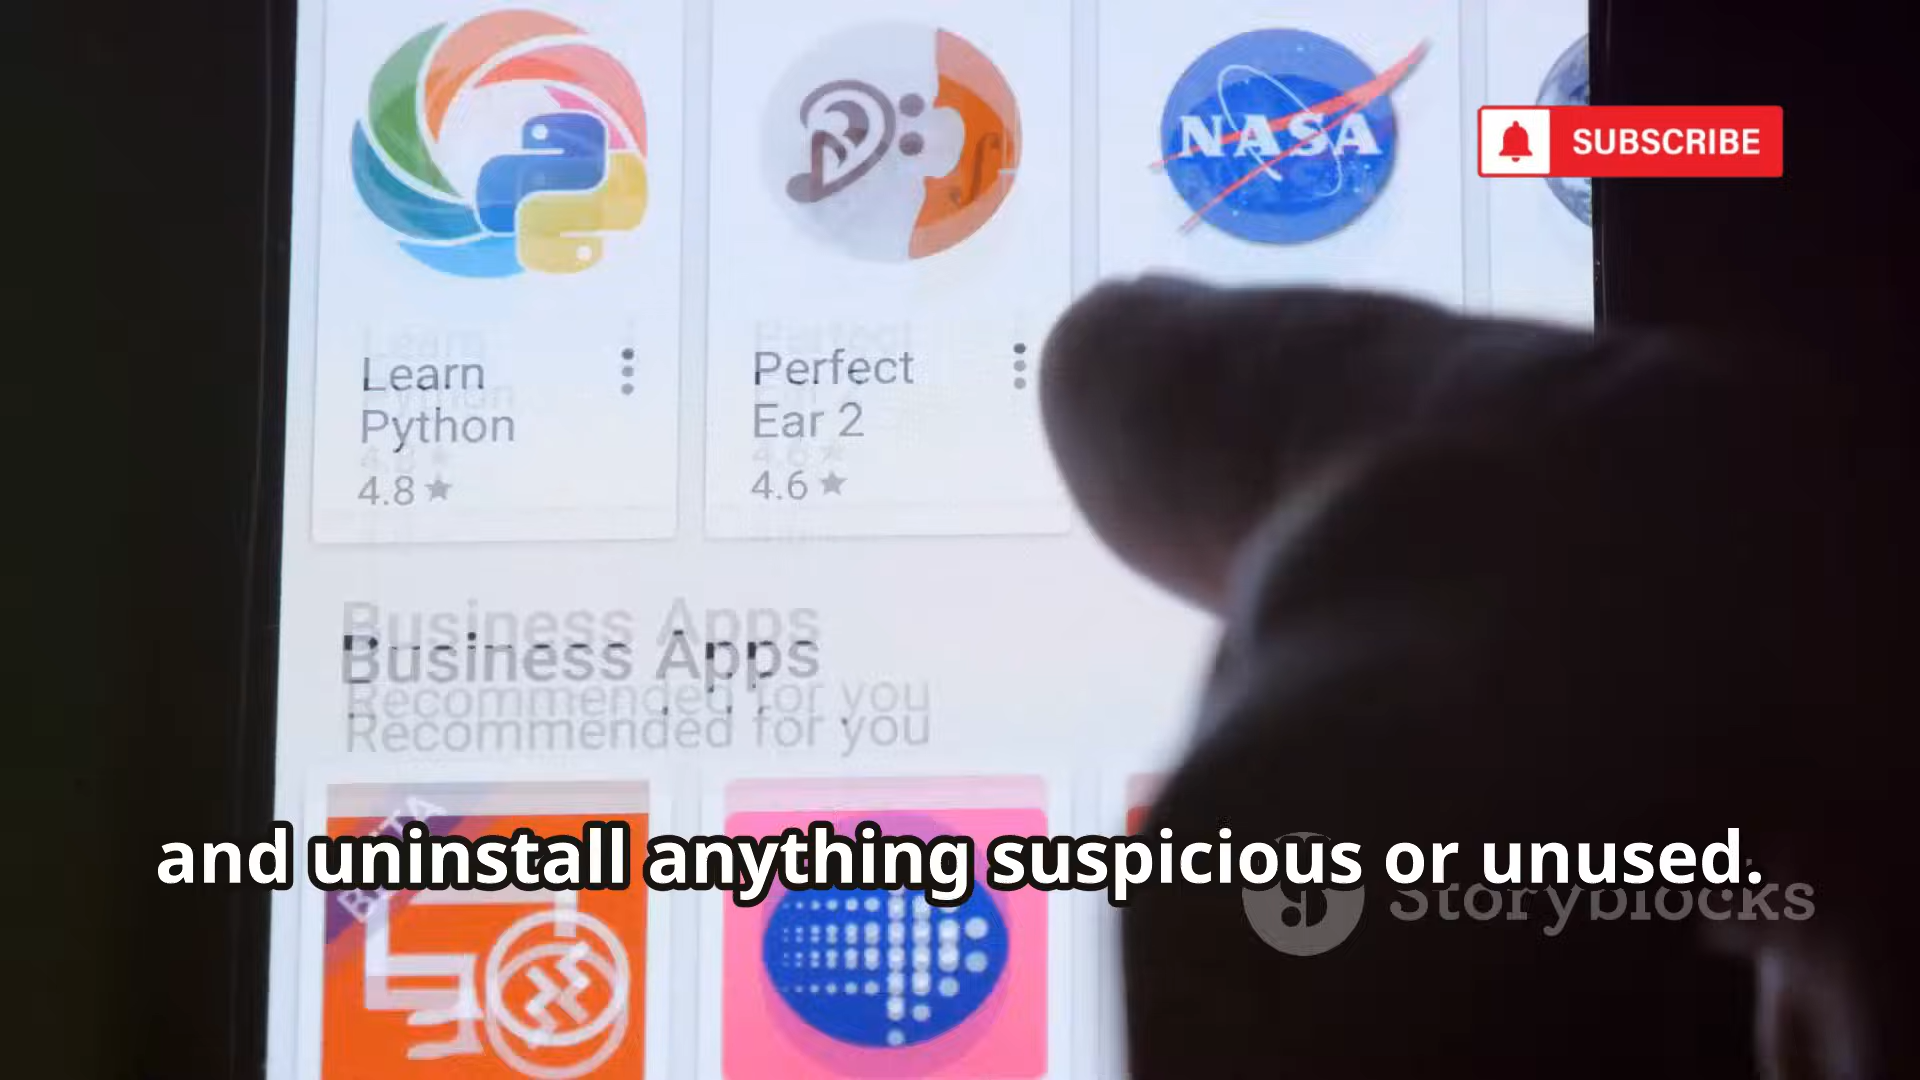 NASA
SUBSCRIBE
Learn
Python
4.8
Perfect
Ear 2
4.6
Business Apps
Recommended for you
BETA
and uninstall anything suspicious or unused.
Storyblocks